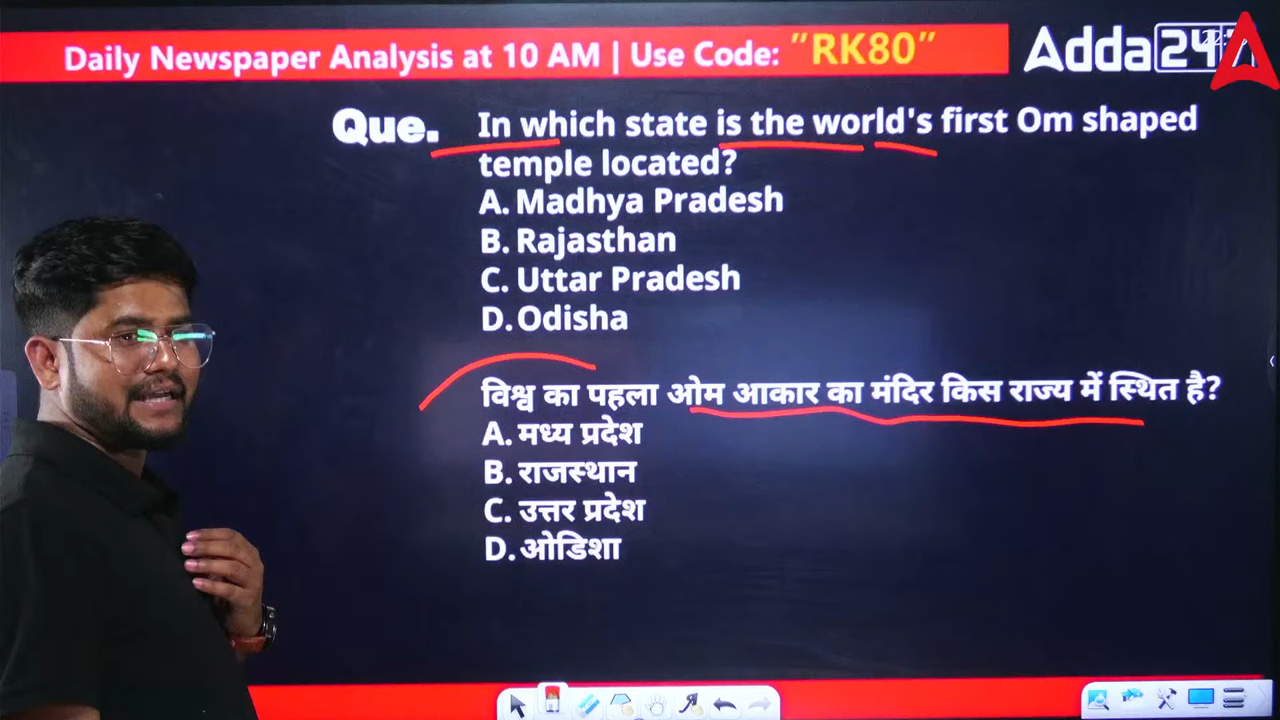 Daily Newspaper Analysis at 10 AM | Use Code: "RK80"
Adda
Que. In which state is the world's first Om shaped
temple located?
A. Madhya Pradesh
B. Rajasthan
C. Uttar Pradesh
D. Odisha
विश्व का पहला ओम आकार का मंदिर किस राज्य में स्थित है?
A. मध्य प्रदेश
B. राजस्थान
C. उत्तर प्रदेश
D. ओडिशा